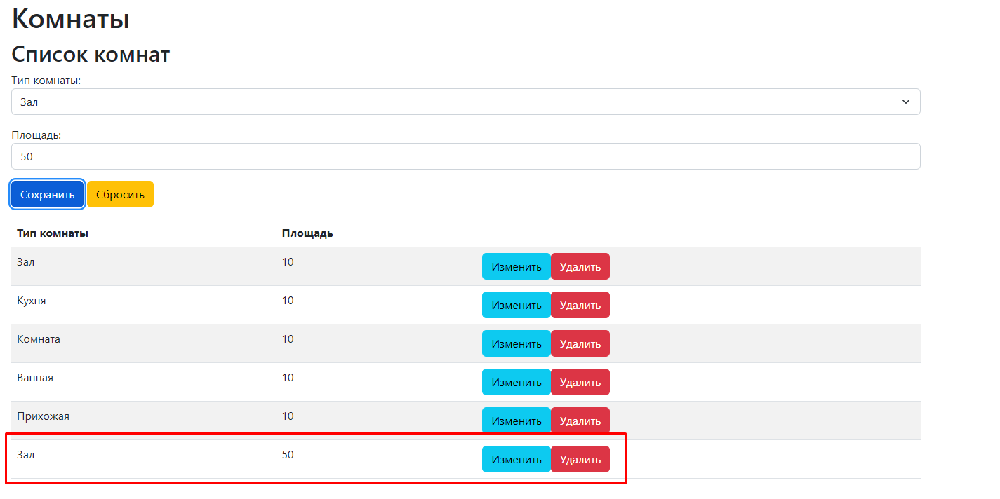 Комнаты
Список комнат
Тип комнаты:
Зал
Площадь:
50
Сохранить Сбросить
Тип комнаты Площадь
Зал 10 Изменить Удалить
Кухня 10 Изменить Удалить
Комната 10 Изменить Удалить
Ванная 10 Изменить Удалить
Прихожая 10 Изменить Удалить
Зал 50 Изменить Удалить